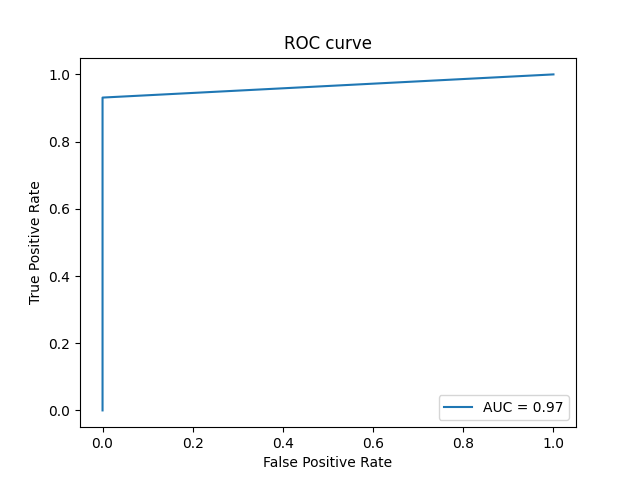 ROC curve
True Positive Rate
1.0
0.8
0.6
0.4
0.2
0.0
AUC = 0.97
0.0 0.2 0.4 0.6 0.8 1.0
False Positive Rate